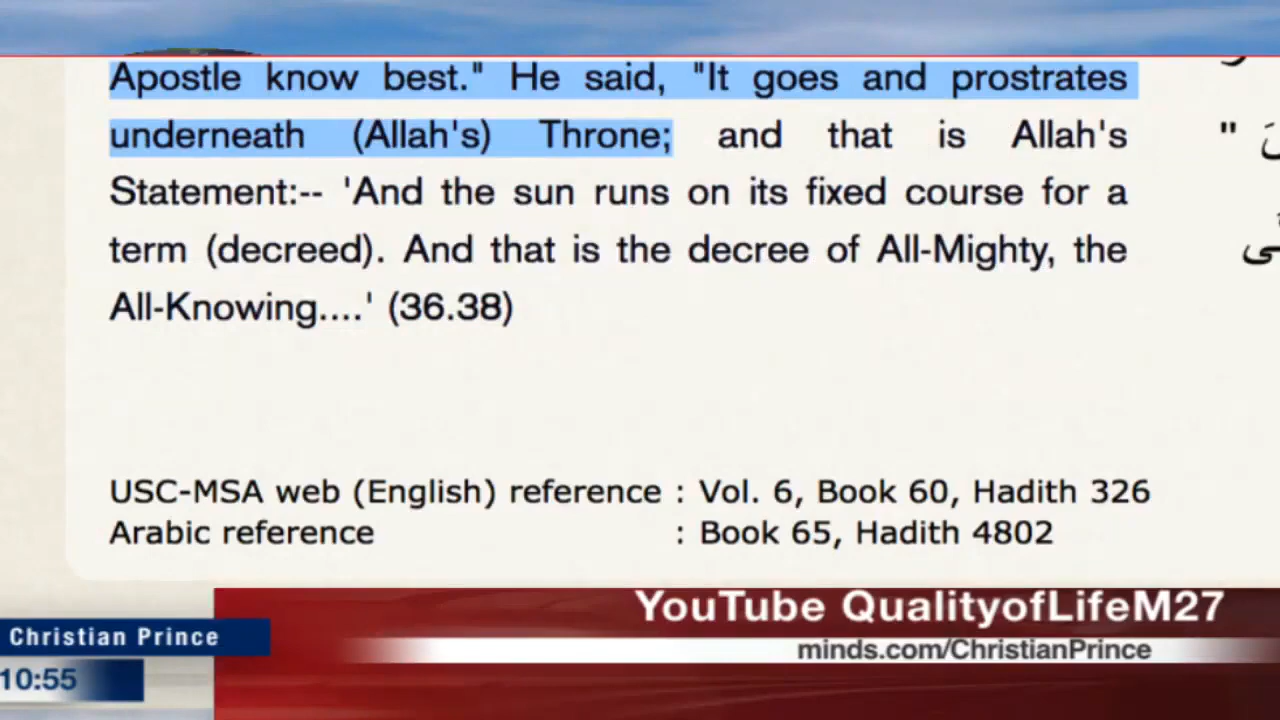 Apostle know best." He said, "It goes and prostrates
underneath (Allah's) Throne; and that is Allah's
Statement:-- 'And the sun runs on its fixed course for a
term (decreed). And that is the decree of All-Mighty, the
All-Knowing....' (36.38)
USC-MSA web (English) reference : Vol. 6, Book 60, Hadith 326
Arabic reference : Book 65, Hadith 4802
YouTube QualityofLifeM27
Christian Prince
minds.com/ChristianPrince
10:55